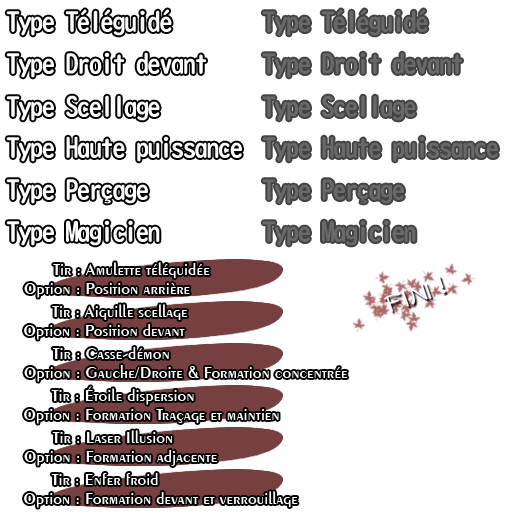 Type Téléguidé
Type Téléguidé
Type Droit devant
Type Droit devant
Type Scellage
Type Scellage
Type Haute puissance
Type Haute puissance
Type Perçage
Type Perçage
Type Magicien
Type Magicien
Tir : Amulette téléguidée
Option : Position arrière
Tir : Aiguille scellage
Option : Position devant
Tir : Casse-démon
Option : Gauche/Droite & Formation concentrée
Tir : Étoile dispersion
Option : Formation Traçage et maintien
Tir : Laser Illusion
Option : Formation adjacente
Tir : Enfer froid
Option : Formation devant et verrouillage
FINI !